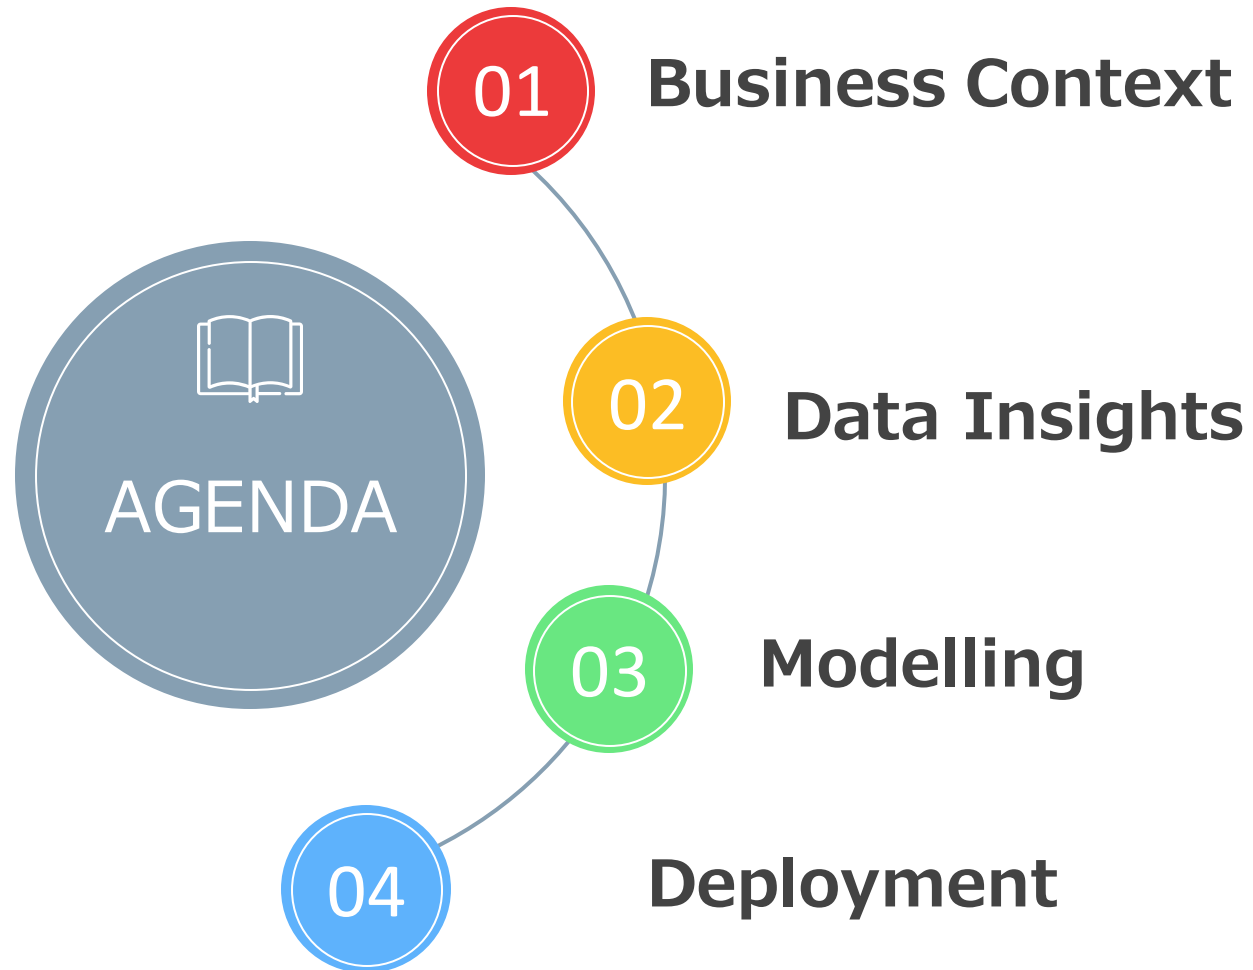 AGENDA
01
Business Context
02
Data Insights
03
Modelling
04
Deployment